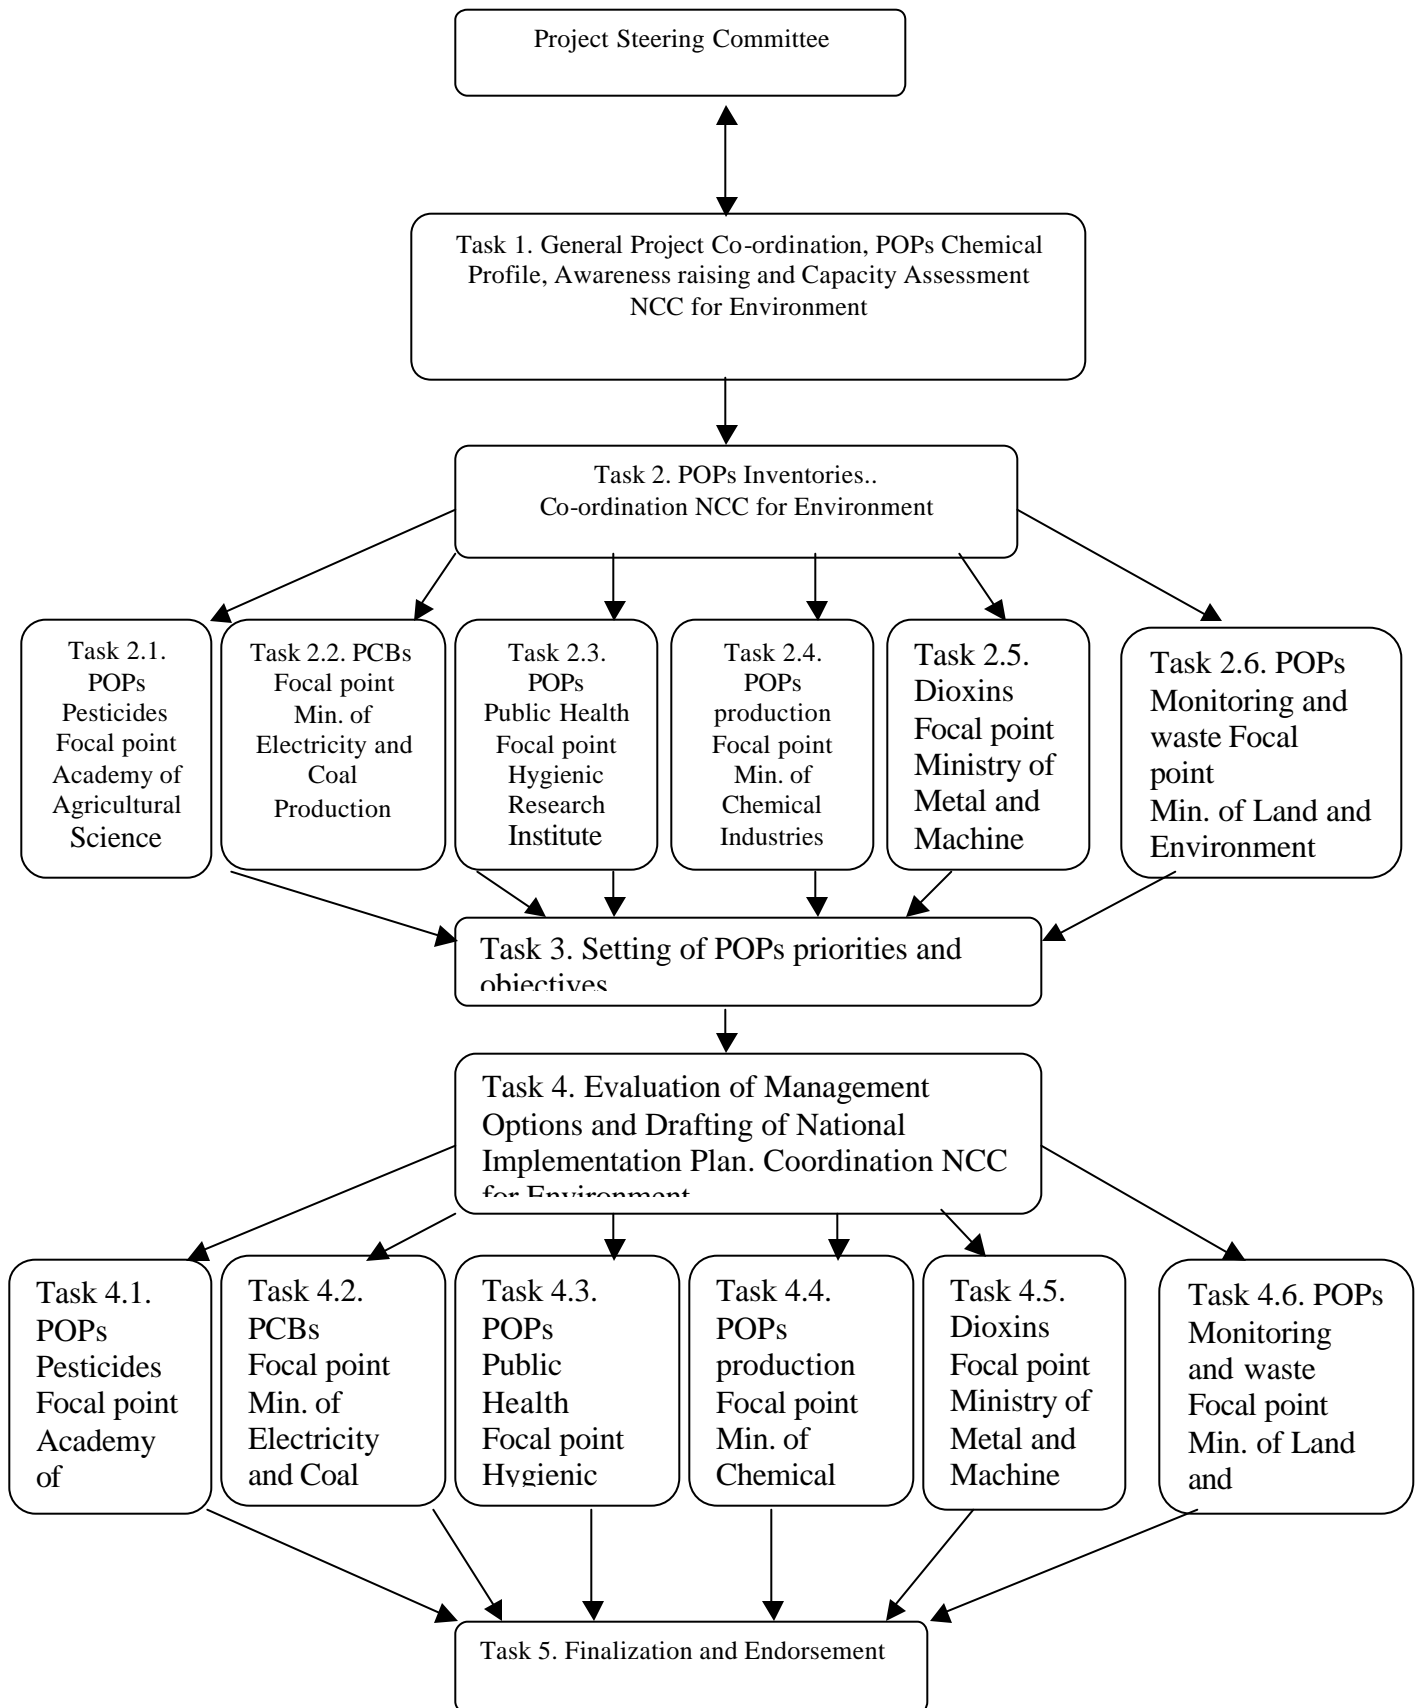 Project Steering Committee
Task 1. General Project Co-ordination, POPs Chemical
Profile, Awareness raising and Capacity Assessment
NCC for Environment
Task 2. POPs Inventories..
Co-ordination NCC for Environment
Task 2.1.
POPs
Pesticides
Focal point
Academy of
Agricultural
Science
Task 2.2. PCBs
Focal point
Min. of
Electricity and
Coal
Production
Task 2.3.
POPs
Public Health
Focal point
Hygienic
Research
Institute
Task 2.4.
POPs
production
Focal point
Min. of
Chemical
Industries
Task 2.5.
Dioxins
Focal point
Ministry of
Metal and
Machine
Task 2.6. POPs
Monitoring and
waste Focal
point
Min. of Land and
Environment
Task 3. Setting of POPs priorities and
objectives
Task 4. Evaluation of Management
Options and Drafting of National
Implementation Plan. Coordination NCC
for Environment
Task 4.1.
POPs
Pesticides
Focal point
Academy
of
Task 4.2.
PCBs
Focal point
Min. of
Electricity
and Coal
Task 4.3.
POPs
Public
Health
Focal point
Hygienic
Task 4.4.
POPs
production
Focal point
Min. of
Chemical
Task 4.5.
Dioxins
Focal point
Ministry of
Metal and
Machine
Task 4.6. POPs
Monitoring
and waste
Focal point
Min. of Land
and
Task 5. Finalization and Endorsement